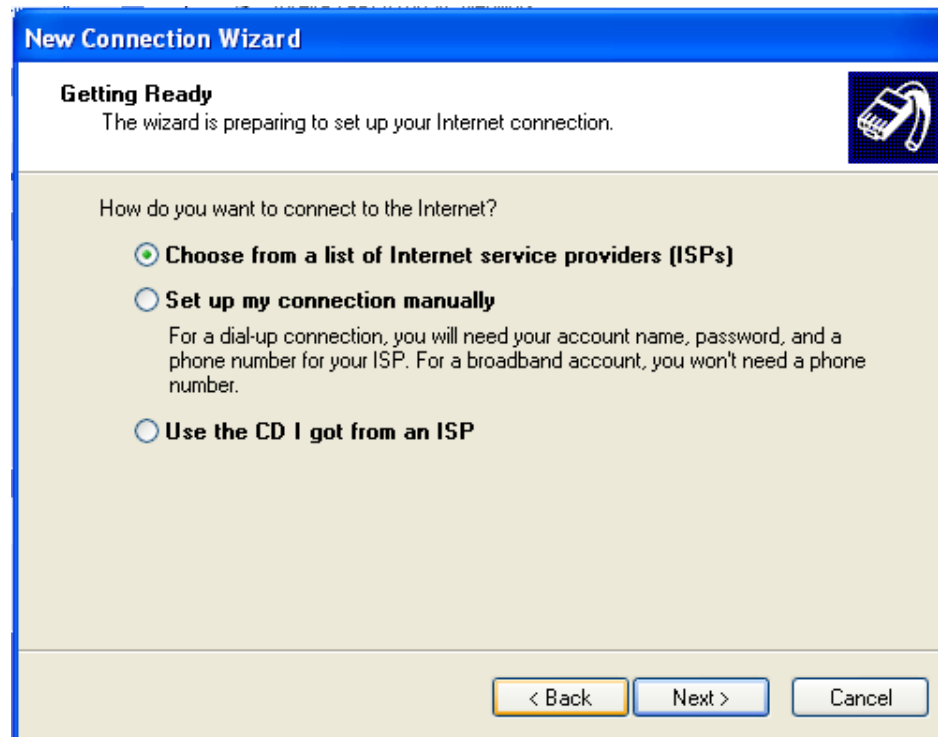 New Connection Wizard
Getting Ready
The wizard is preparing to set up your Internet connection.
How do you want to connect to the Internet?
Choose from a list of Internet service providers (ISPs)
Set up my connection manually
For a dial-up connection, you will need your account name, password, and a
phone number for your ISP. For a broadband account, you won't need a phone
number.
Use the CD I got from an ISP
< Back
Next >
Cancel